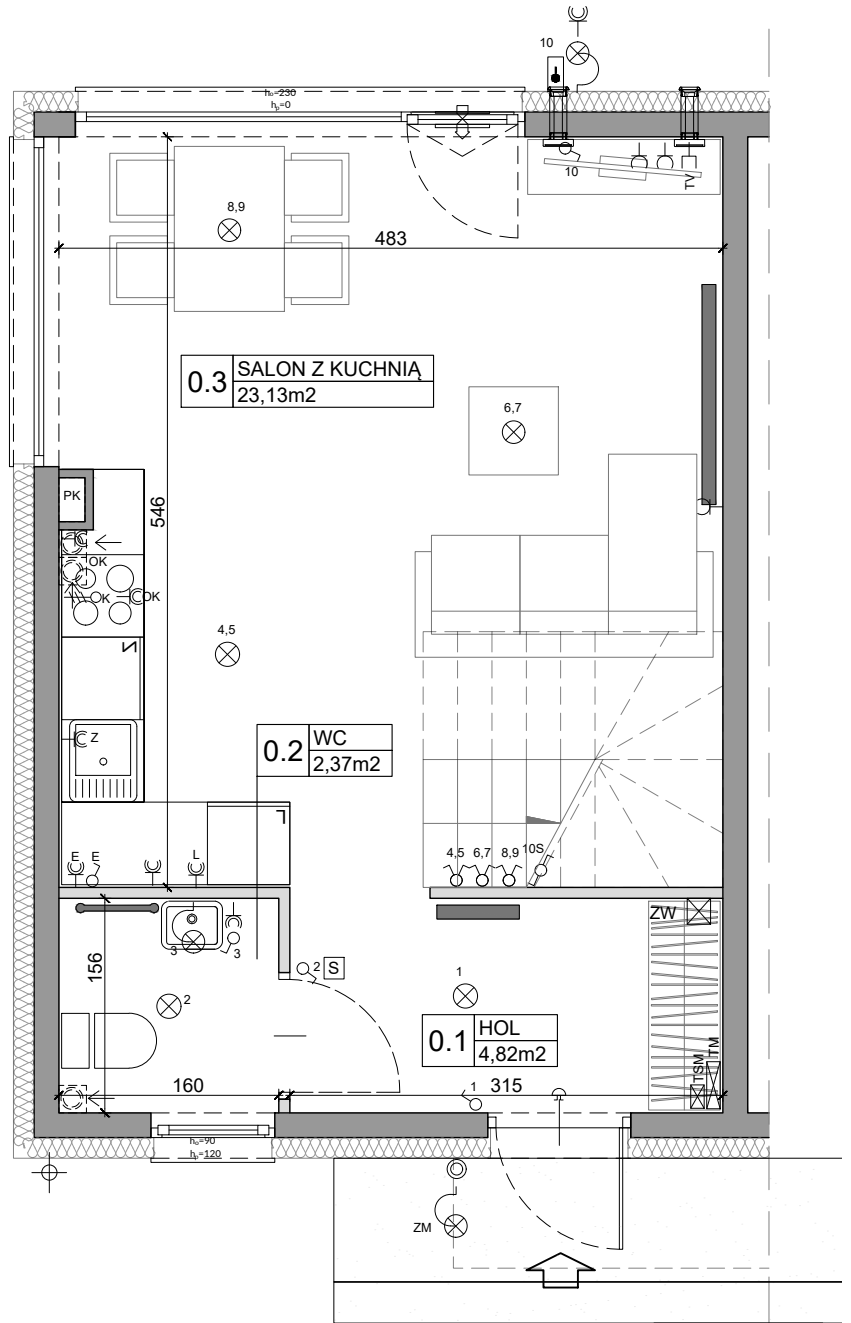 10
hₒ=230
hₚ=0
10
TV
8,9
483
0.3
SALON Z KUCHNIĄ
23,13m2
6,7
PK
546
OK
OK
OK
4,5
0.2
WC
2,37m2
Z
E
E
L
4,5
6,7
8,9
10S
ZW
156
3
3
2
S
2
1
0.1
HOL
4,82m2
TSM
TM
160
1
315
hₒ=90
hₚ=120
ZM